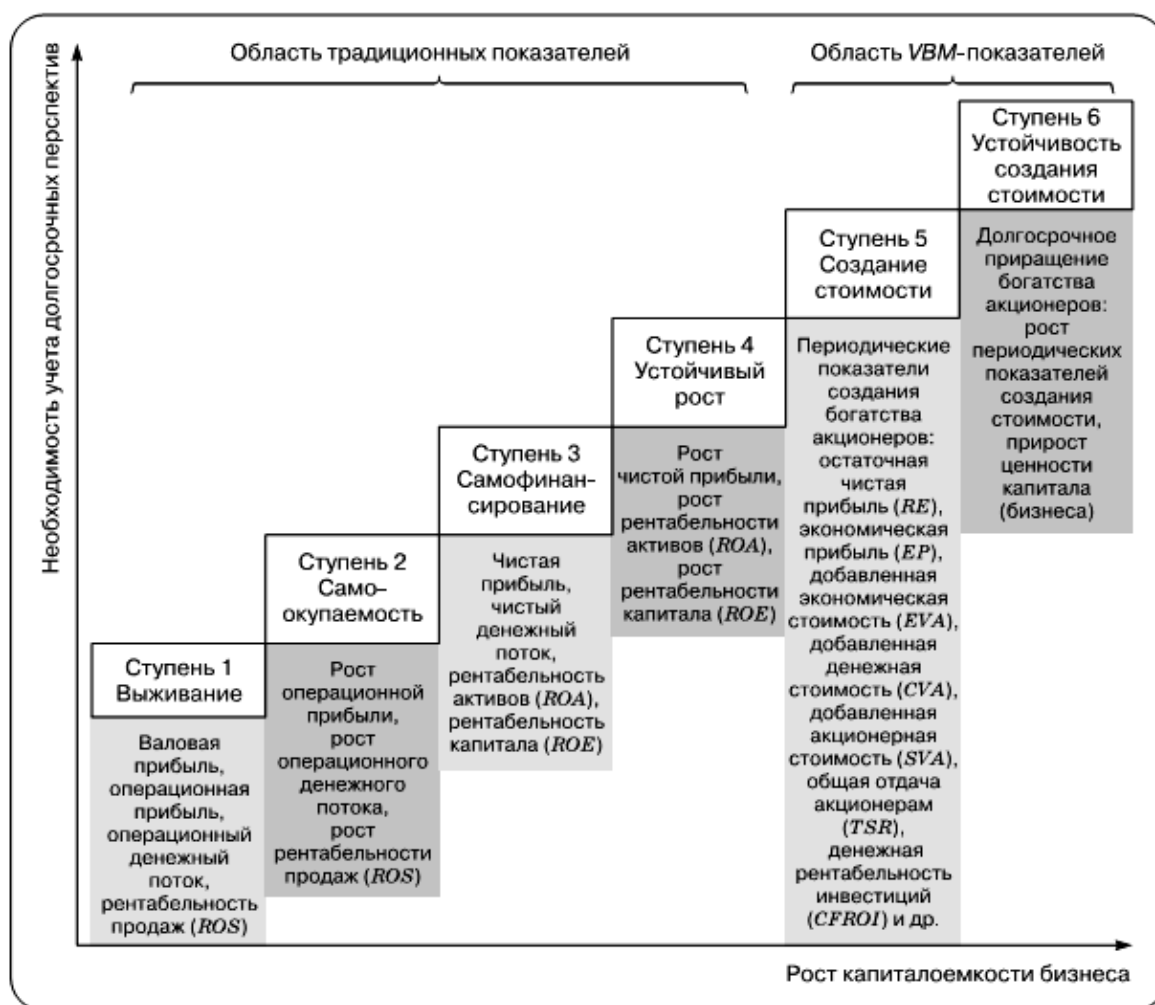 Необходимость учета долгосрочных перспектив
Область традиционных показателей
Область VBM-показателей
Ступень 1
Выживание
Валовая
прибыль,
операционная
прибыль,
операционный
денежный
поток,
рентабельность
продаж (ROS)
Ступень 2
Само-
окупаемость
Рост
операционной
прибыли,
рост
операционного
денежного
потока,
рост
рентабельности
продаж (ROS)
Ступень 3
Самофинан-
сирование
Чистая
прибыль,
чистый
денежный
поток,
рентабельность
активов (ROA),
рентабельность
капитала (ROE)
Ступень 4
Устойчивый
рост
Рост
чистой прибыли,
рост
рентабельности
активов (ROA),
рост
рентабельности
капитала (ROE)
Ступень 5
Создание
стоимости
Периодические
показатели
создания
богатства
акционеров:
остаточная
чистая
прибыль (RE),
экономическая
прибыль (EP),
добавленная
экономическая
стоимость (EVA),
добавленная
денежная
стоимость (CVA),
добавленная
акционерная
стоимость (SVA),
общая отдача
акционерам
(TSR),
денежная
рентабельность
инвестиций
(CFROI) и др.
Ступень 6
Устойчивость
создания
стоимости
Долгосрочное
приращение
богатства
акционеров:
рост
периодических
показателей
создания
стоимости,
прирост
ценности
капитала
(бизнеса)
Рост капиталоемкости бизнеса